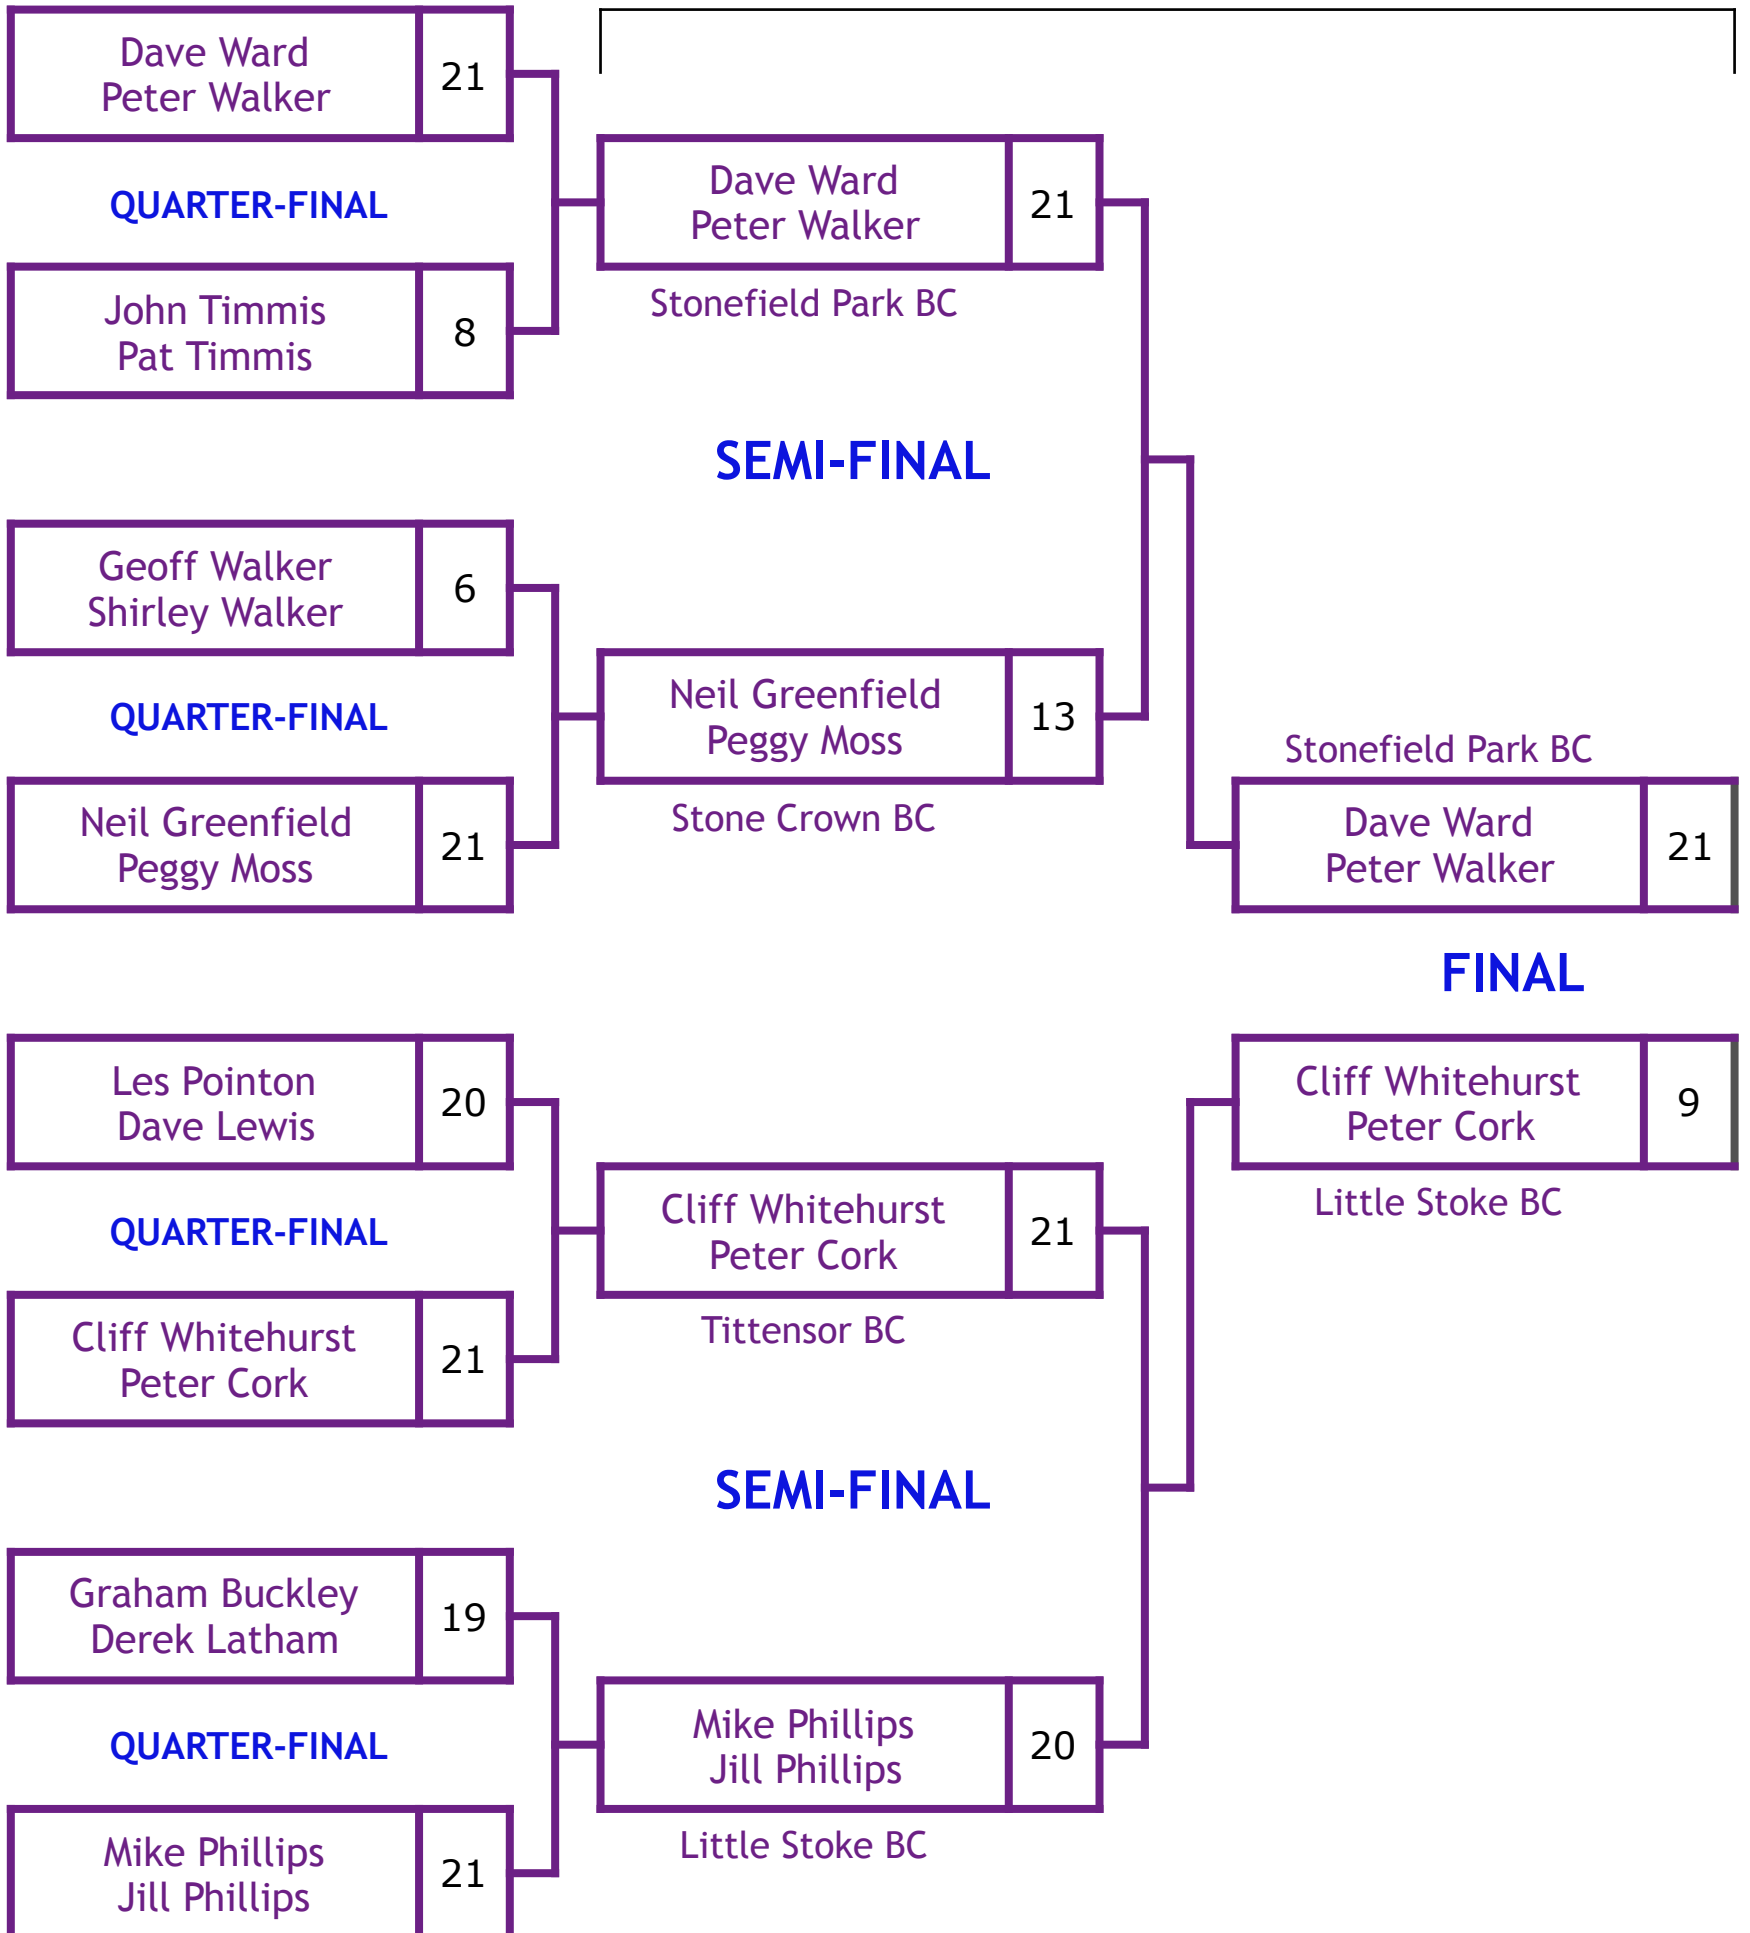 Dave Ward
Peter Walker
21
QUARTER-FINAL
John Timmis
Pat Timmis
8
Dave Ward
Peter Walker
21
Stonefield Park BC
SEMI-FINAL
Geoff Walker
Shirley Walker
6
QUARTER-FINAL
Neil Greenfield
Peggy Moss
21
Neil Greenfield
Peggy Moss
13
Stone Crown BC
Stonefield Park BC
Dave Ward
Peter Walker
21
FINAL
Cliff Whitehurst
Peter Cork
9
Little Stoke BC
Les Pointon
Dave Lewis
20
QUARTER-FINAL
Cliff Whitehurst
Peter Cork
21
Cliff Whitehurst
Peter Cork
21
Tittensor BC
SEMI-FINAL
Graham Buckley
Derek Latham
19
QUARTER-FINAL
Mike Phillips
Jill Phillips
21
Mike Phillips
Jill Phillips
20
Little Stoke BC